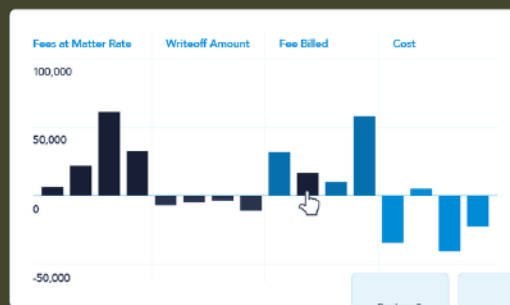 Fees at Matter Rate Writeoff Amount Fee Billed Cost
100,000
50,000
0
-50,000